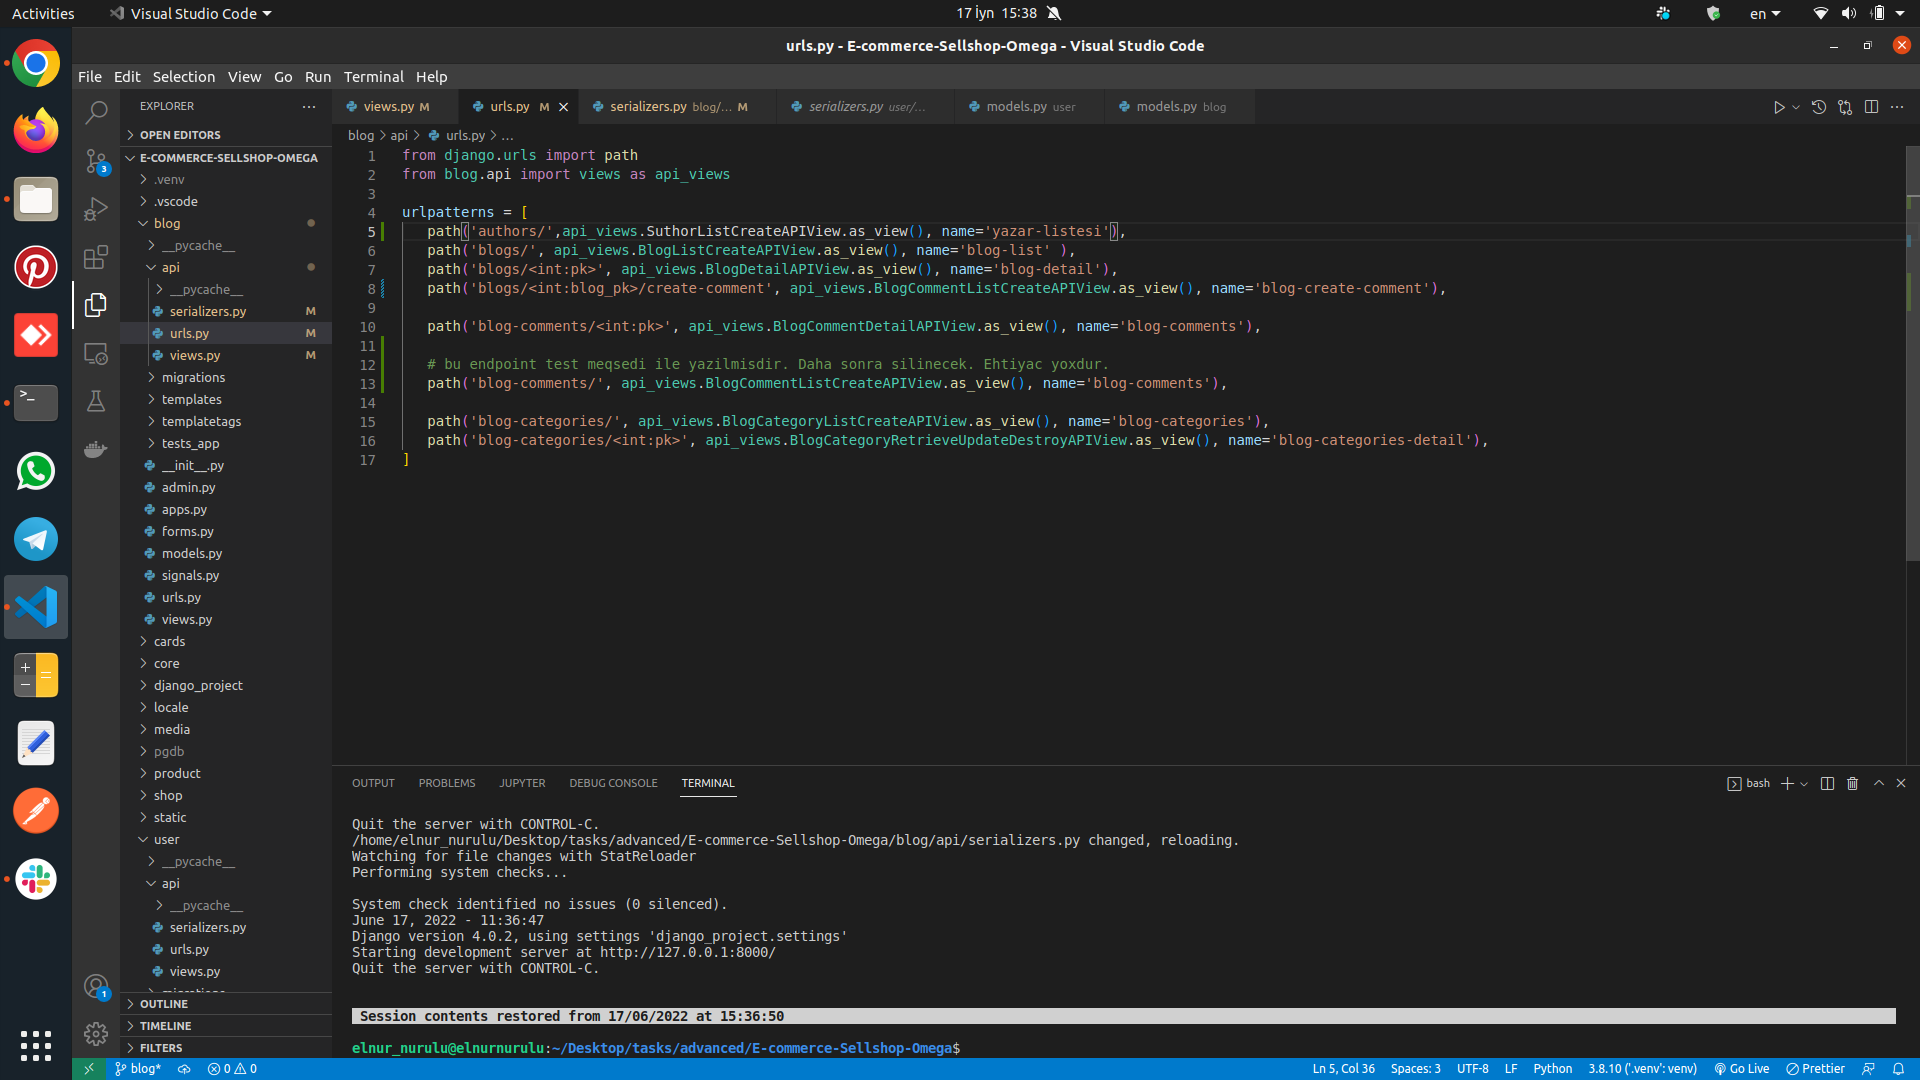 Activities
Visual Studio Code
17 İyn 15:38
en
urls.py - E-commerce-Sellshop-Omega - Visual Studio Code
File Edit Selection View Go Run Terminal Help
EXPLORER
views.py M
urls.py M
serializers.py blog/... M
serializers.py user/...
models.py user
models.py blog
OPEN EDITORS
E-COMMERCE-SELLSHOP-OMEGA
.venv
.vscode
blog
__pycache__
api
__pycache__
serializers.py M
urls.py M
views.py M
migrations
templates
templatetags
tests_app
__init__.py
admin.py
apps.py
forms.py
models.py
signals.py
urls.py
views.py
cards
core
django_project
locale
media
pgdb
product
shop
static
user
__pycache__
api
__pycache__
serializers.py
urls.py
views.py
migrations
OUTLINE
TIMELINE
FILTERS
3
1
blog > api > urls.py > ...
1 from django.urls import path
2 from blog.api import views as api_views
3
4 urlpatterns = [
5 path('authors/',api_views.SuthorListCreateAPIView.as_view(), name='yazar-listesi'),
6 path('blogs/', api_views.BlogListCreateAPIView.as_view(), name='blog-list' ),
7 path('blogs/<int:pk>', api_views.BlogDetailAPIView.as_view(), name='blog-detail'),
8 path('blogs/<int:blog_pk>/create-comment', api_views.BlogCommentListCreateAPIView.as_view(), name='blog-create-comment'),
9
10 path('blog-comments/<int:pk>', api_views.BlogCommentDetailAPIView.as_view(), name='blog-comments'),
11
12 # bu endpoint test meqsedi ile yazilmisdir. Daha sonra silinecek. Ehtiyac yoxdur.
13 path('blog-comments/', api_views.BlogCommentListCreateAPIView.as_view(), name='blog-comments'),
14
15 path('blog-categories/', api_views.BlogCategoryListCreateAPIView.as_view(), name='blog-categories'),
16 path('blog-categories/<int:pk>', api_views.BlogCategoryRetrieveUpdateDestroyAPIView.as_view(), name='blog-categories-detail'),
17 ]
OUTPUT PROBLEMS JUPYTER DEBUG CONSOLE TERMINAL
bash
Quit the server with CONTROL-C.
/home/elnur_nurulu/Desktop/tasks/advanced/E-commerce-Sellshop-Omega/blog/api/serializers.py changed, reloading.
Watching for file changes with StatReloader
Performing system checks...
System check identified no issues (0 silenced).
June 17, 2022 - 11:36:47
Django version 4.0.2, using settings 'django_project.settings'
Starting development server at http://127.0.0.1:8000/
Quit the server with CONTROL-C.
Session contents restored from 17/06/2022 at 15:36:50
elnur_nurulu@elnurnurulu:~/Desktop/tasks/advanced/E-commerce-Sellshop-Omega$
blog* 0 0
Ln 5, Col 36 Spaces: 3 UTF-8 LF Python 3.8.10 ('.venv': venv) Go Live Prettier